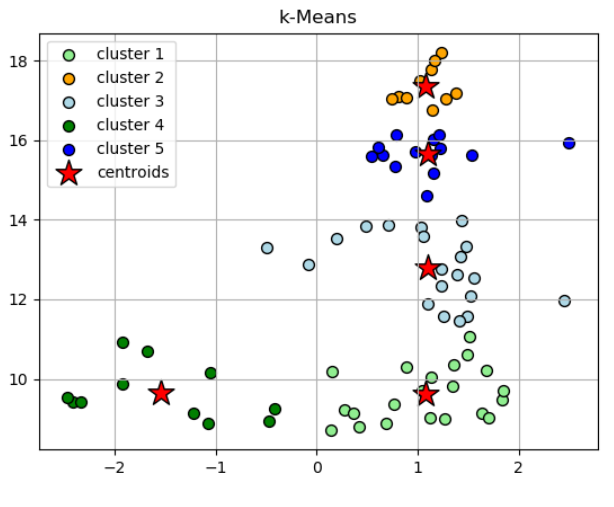 k-Means
cluster 1
cluster 2
cluster 3
cluster 4
cluster 5
centroids
18
16
14
12
10
−2 −1 0 1 2